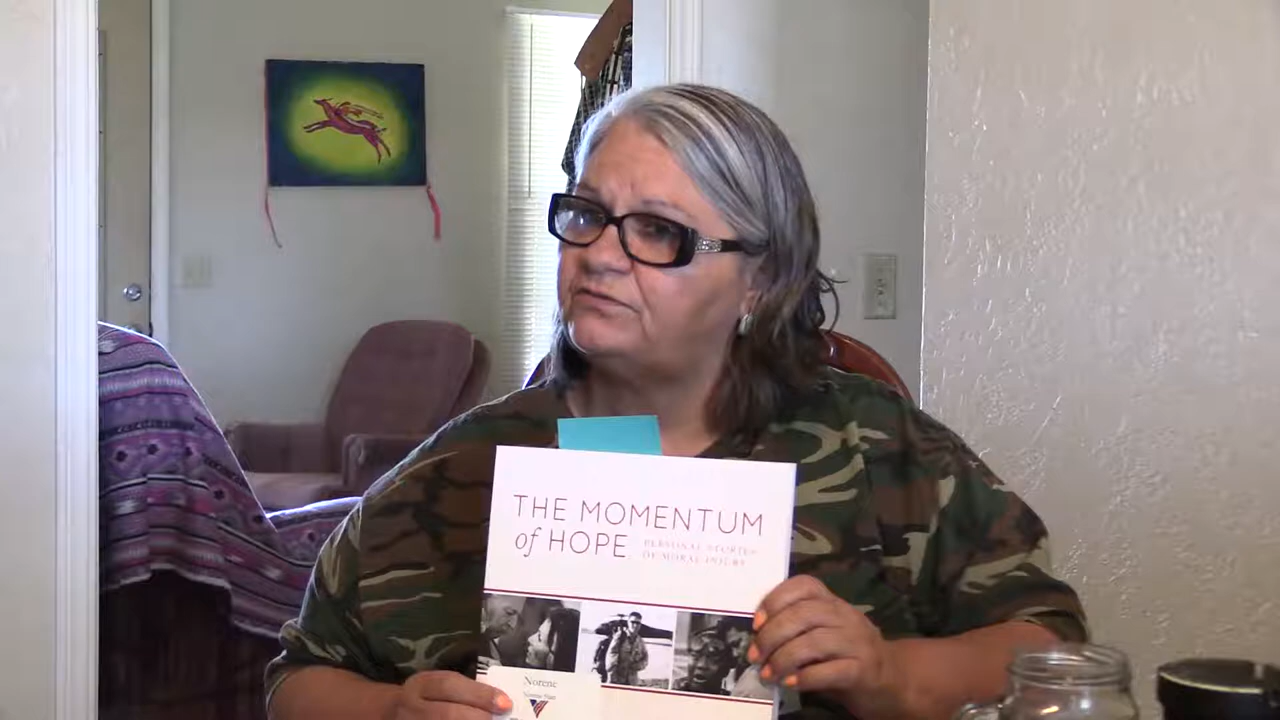 THE MOMENTUM
of HOPE
PERSONAL STORIES
OF MORAL INJURY
Norene